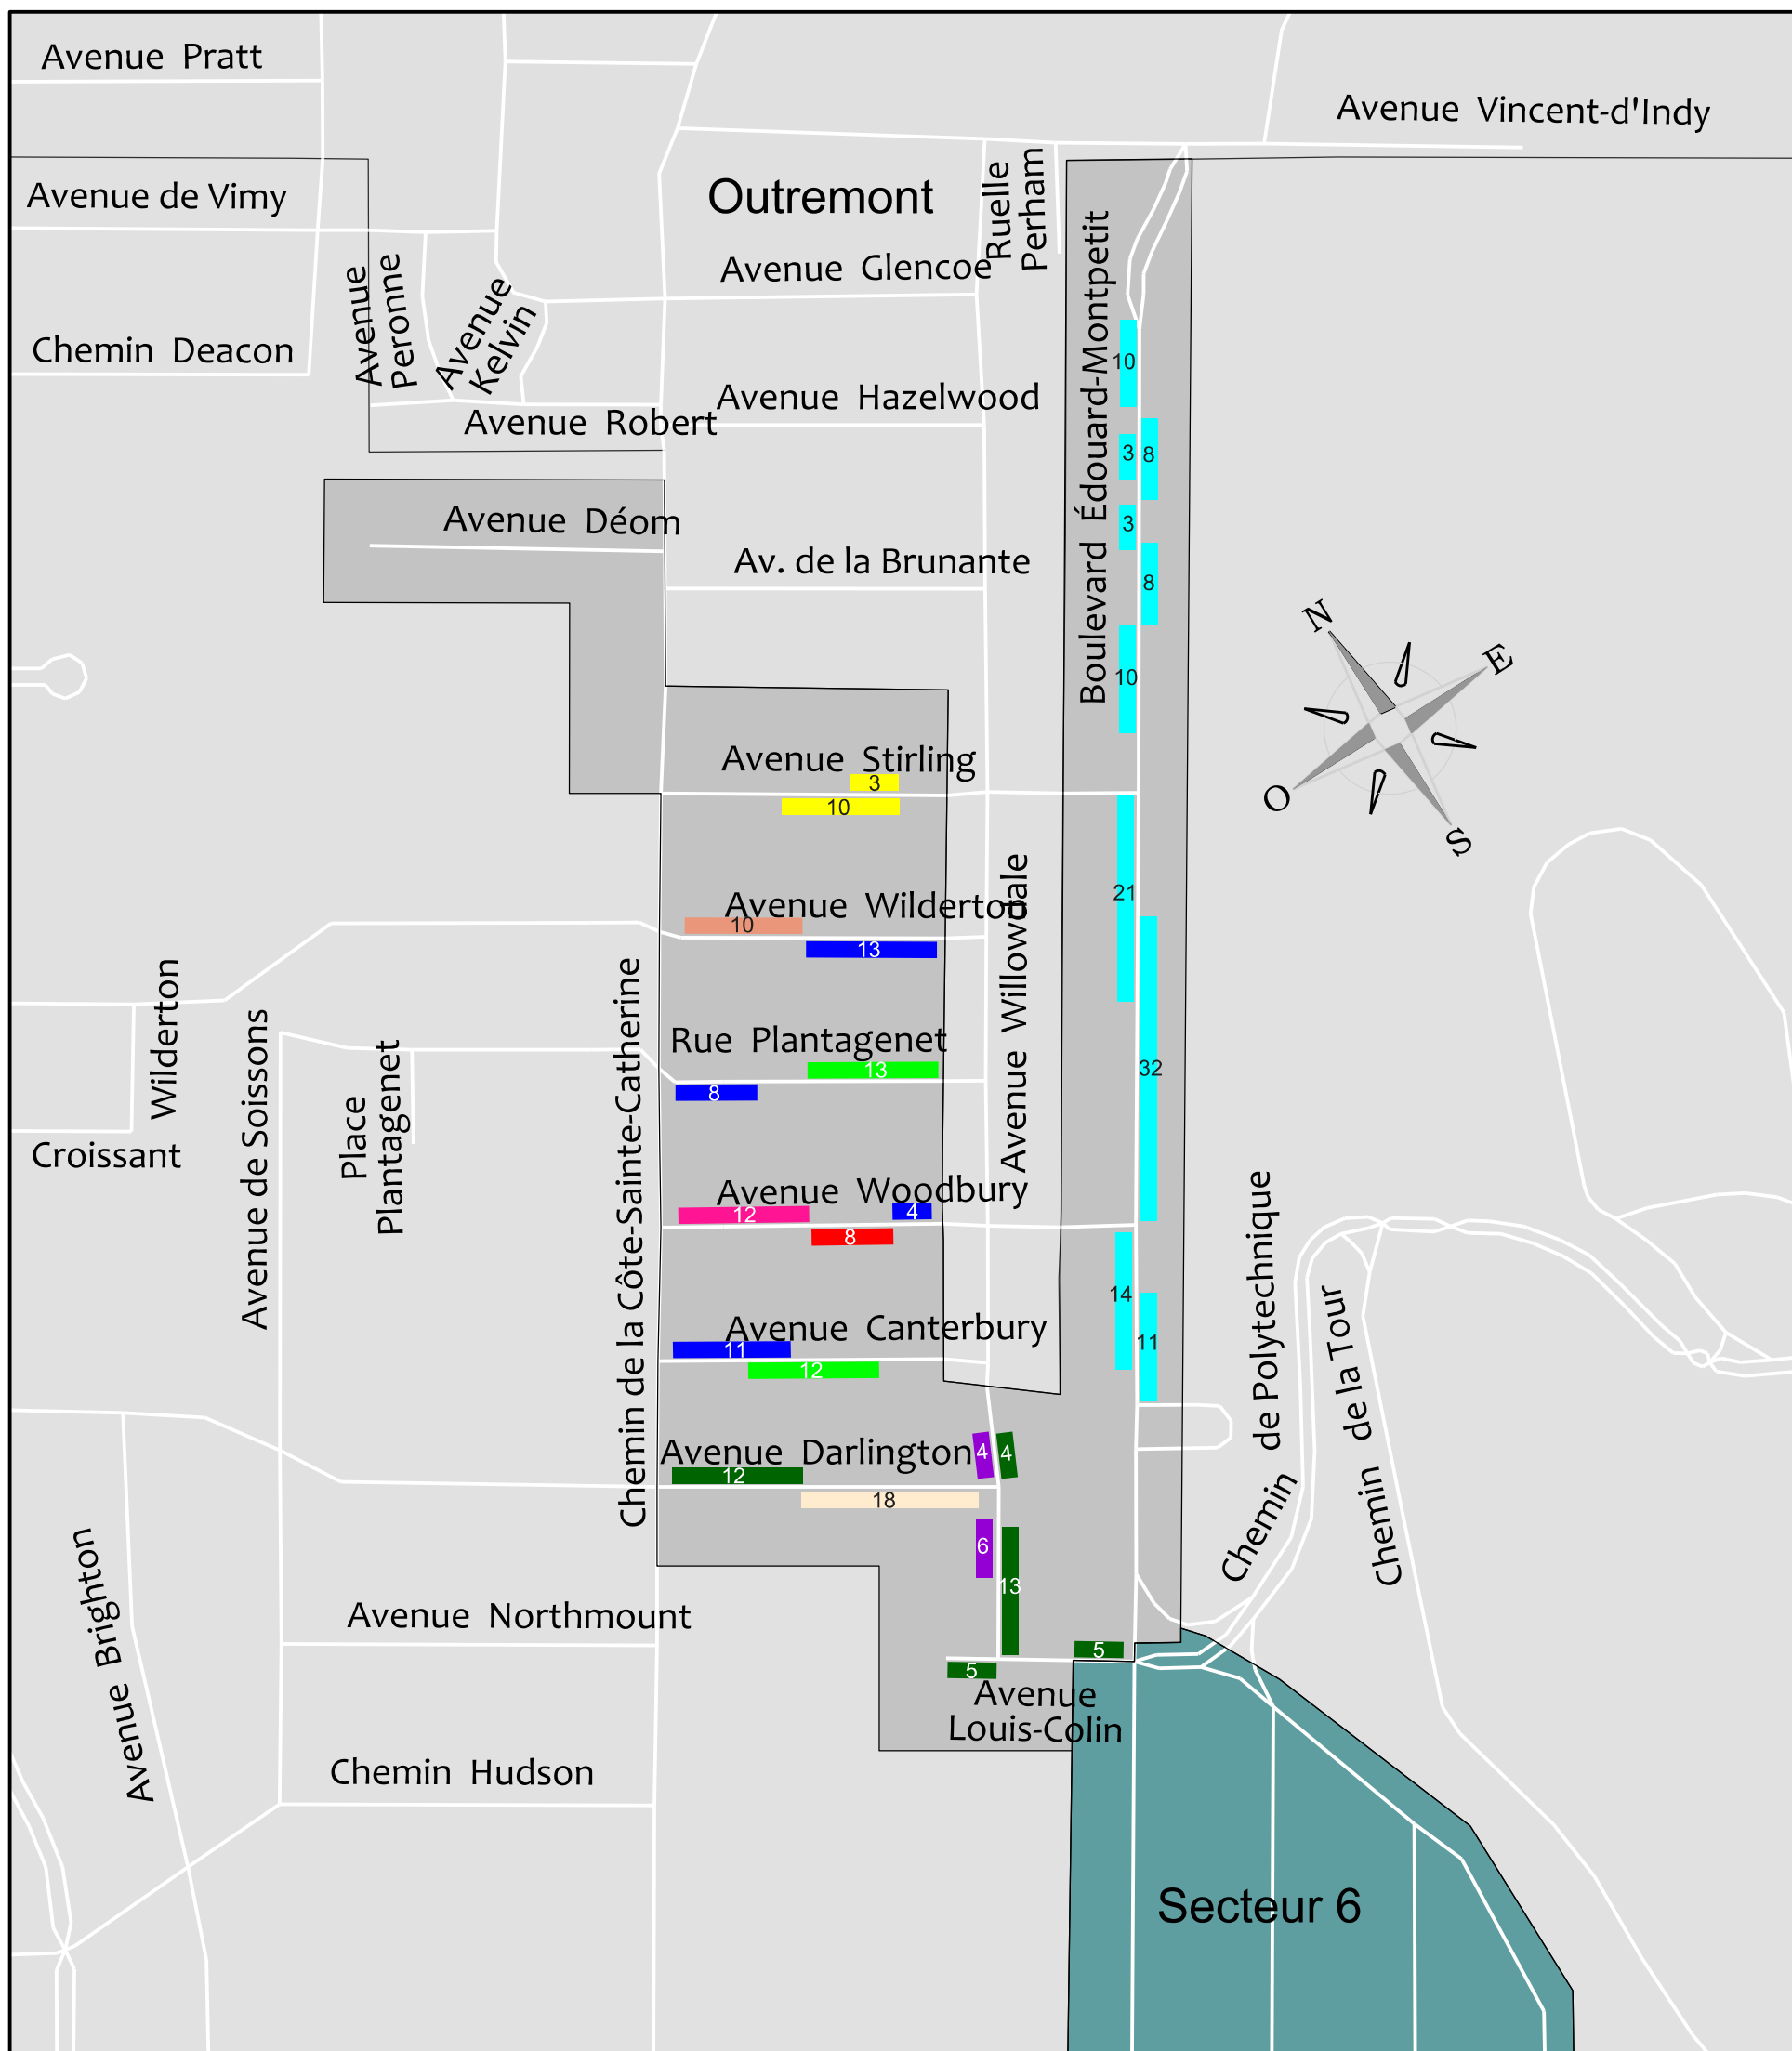 Avenue Pratt
Avenue Vincent-d'Indy
Avenue de Vimy
Outremont
Ruelle
Perham
Avenue Glencoe
Avenue
Peronne
Avenue
Kelvin
Chemin Deacon
Boulevard Édouard-Montpetit
10
Avenue Hazelwood
Avenue Robert
3
8
Avenue Déom
3
Av. de la Brunante
8
N
E
O
S
10
Avenue Stirling
3
10
21
Avenue Wilderton
10
13
Avenue Willowdale
Chemin de la Côte-Sainte-Catherine
Wilderton
Croissant
Avenue de Soissons
Place
Plantagenet
Rue Plantagenet
13
8
32
Avenue Woodbury
12
4
8
14
11
Avenue Canterbury
11
12
Chemin de Polytechnique
Chemin de la Tour
Avenue Darlington
4
4
12
18
6
13
Avenue Brighton
Avenue Northmount
5
5
Avenue
Louis-Colin
Chemin Hudson
Secteur 6